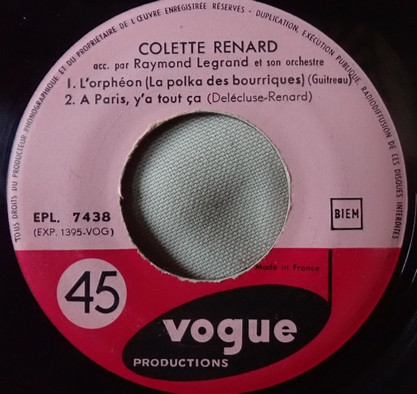 TOUS DROITS DU PRODUCTEUR PHONOGRAPHIQUE ET DU PROPRIÉTAIRE DE L'ŒUVRE ENREGISTRÉE RÉSERVÉS - DUPLICATION, EXÉCUTION PUBLIQUE, RADIODIFFUSION DE CES DISQUES INTERDITES
COLETTE RENARD
acc. par Raymond Legrand et son orchestre
1. L'orphéon (La polka des bourriques) (Guitreau)
2. A Paris, y'a tout ça (Delécluse-Renard)
EPL. 7438
(EXP. 1395-VOG)
BIEM
Made in France
45
vogue
PRODUCTIONS